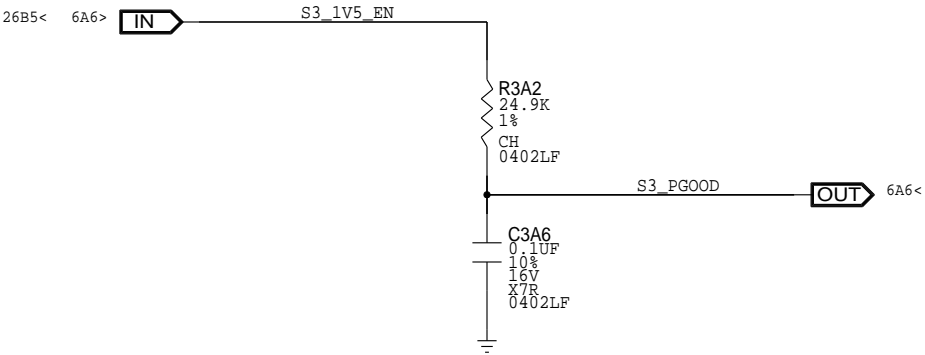 26B5< 6A6> IN S3_1V5_EN
R3A2
24.9K
1%
CH
0402LF
S3_PGOOD OUT 6A6<
C3A6
0.1UF
10%
16V
X7R
0402LF